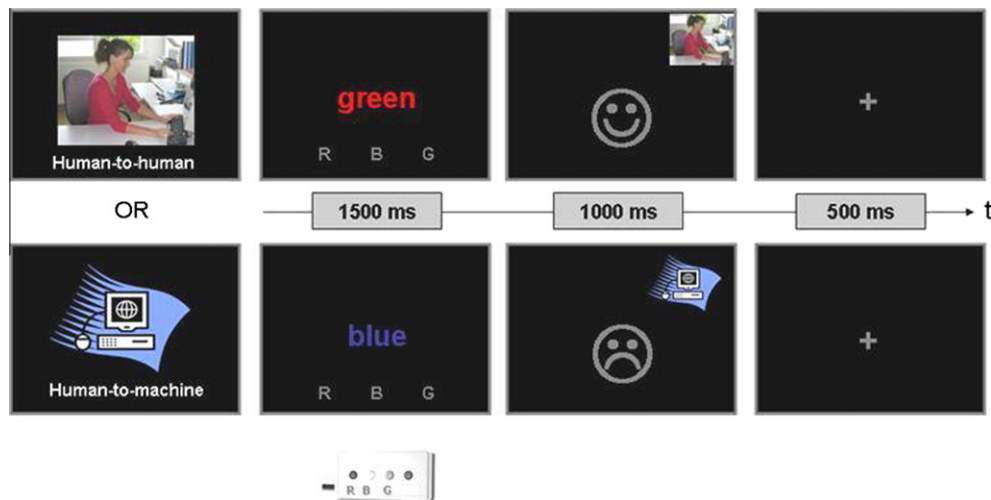 green
R B G
+
Human-to-human
OR
1500 ms
1000 ms
500 ms
t
blue
R B G
+
Human-to-machine
R B G